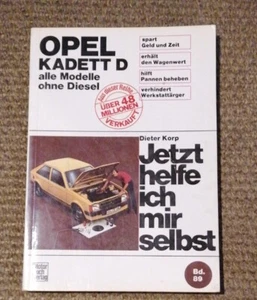 OPEL
KADETT D
alle Modelle
ohne Diesel
spart
Geld und Zeit
erhält
den Wagenwert
hilft
Pannen beheben
verhindert
Werkstattärger
ÜBER 48
MILLIONEN
VERKAUFT
Dieter Korp
Jetzt
helfe
ich
mir
selbst
Bd.
89